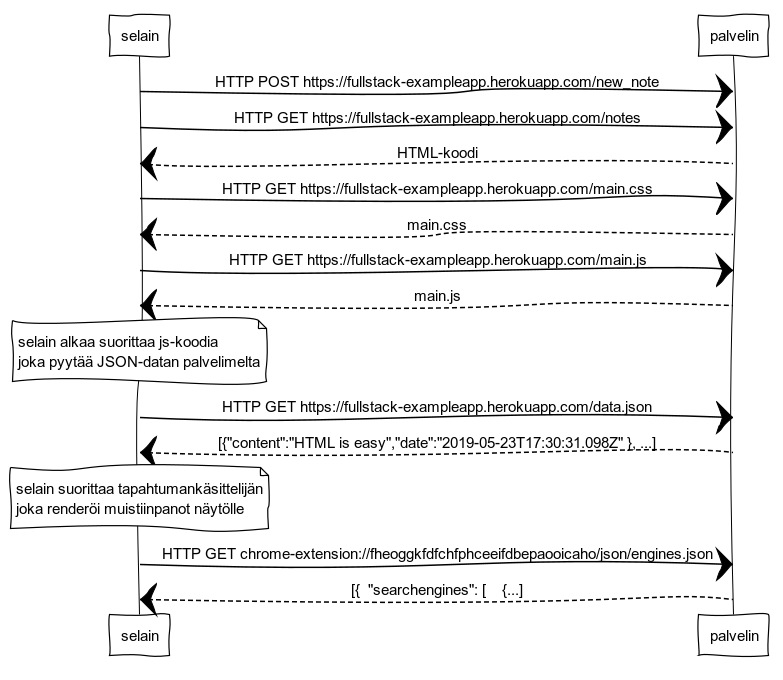 selain palvelin
HTTP POST https://fullstack-exampleapp.herokuapp.com/new_note
HTTP GET https://fullstack-exampleapp.herokuapp.com/notes
HTML-koodi
HTTP GET https://fullstack-exampleapp.herokuapp.com/main.css
main.css
HTTP GET https://fullstack-exampleapp.herokuapp.com/main.js
main.js
selain alkaa suorittaa js-koodia
joka pyytää JSON-datan palvelimelta
HTTP GET https://fullstack-exampleapp.herokuapp.com/data.json
[{"content":"HTML is easy","date":"2019-05-23T17:30:31.098Z" }, ...]
selain suorittaa tapahtumankäsittelijän
joka renderöi muistiinpanot näytölle
HTTP GET chrome-extension://fheoggkfdfchfphceeifdbepaooicaho/json/engines.json
[{  "searchengines": [    {...]
selain palvelin